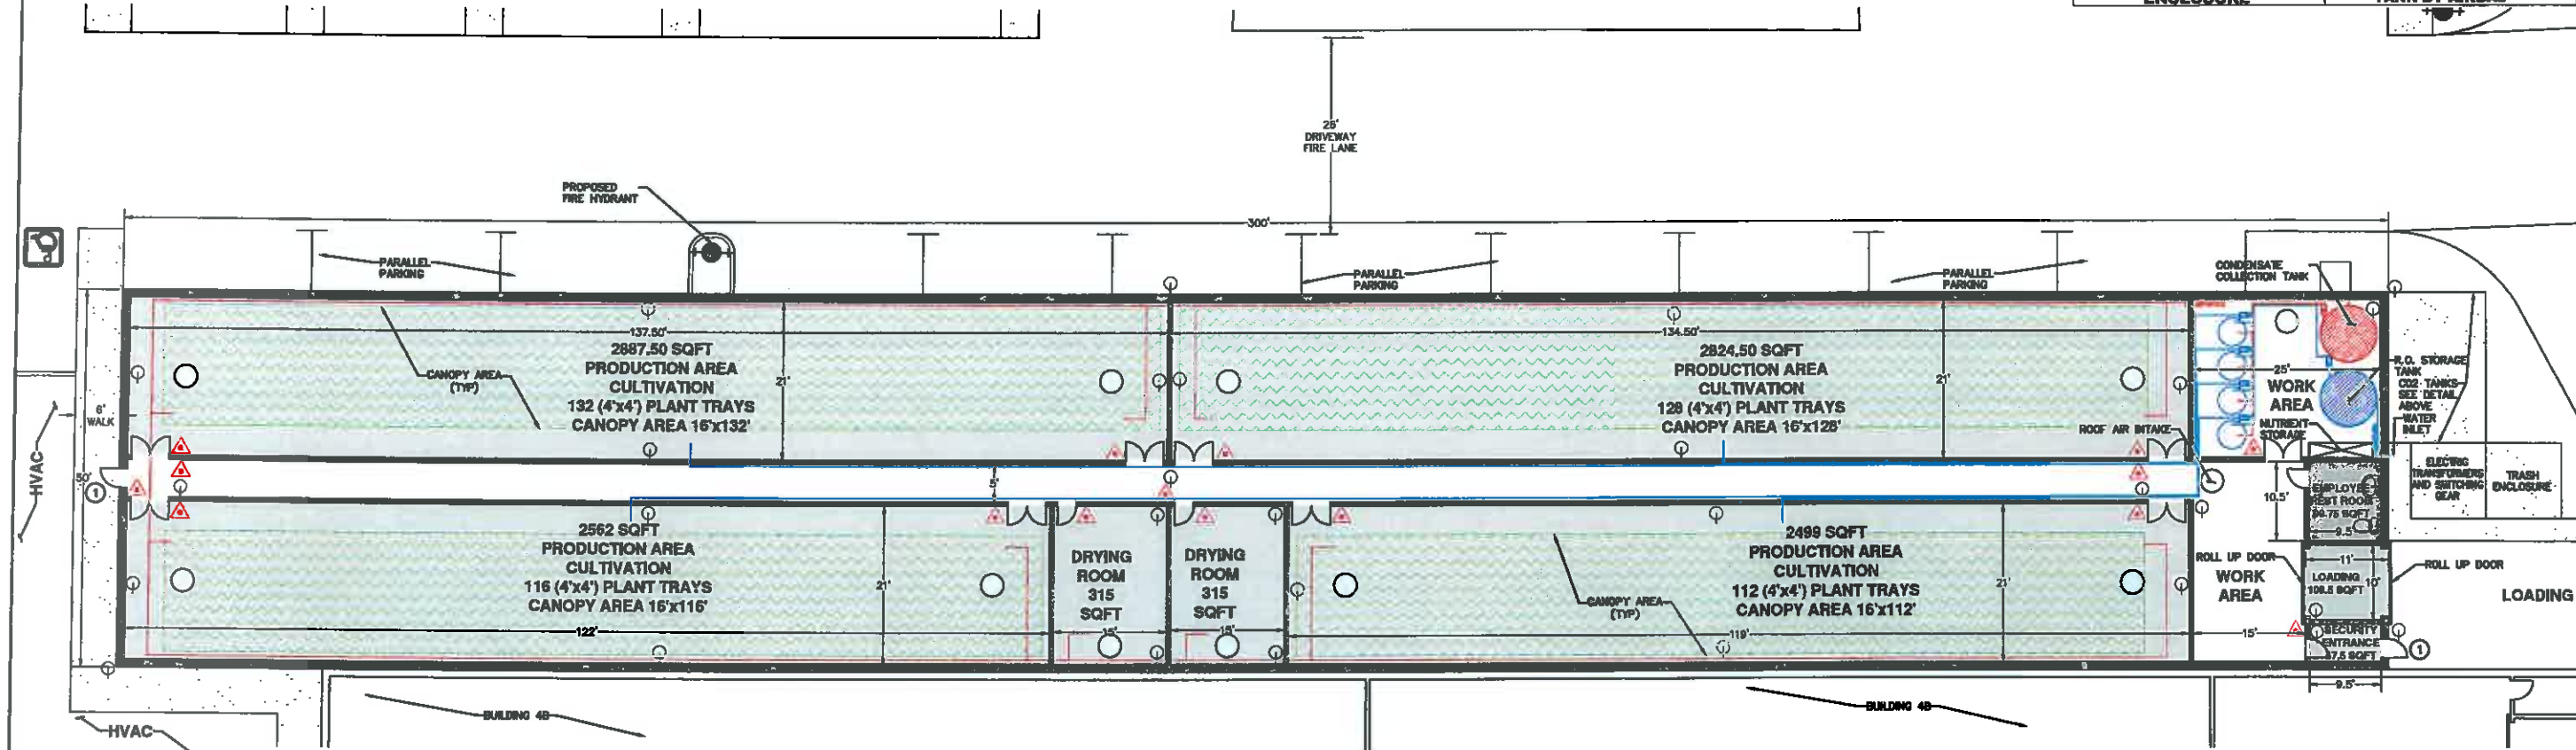 25'
DRIVEWAY
FIRE LANE
PROPOSED
FIRE HYDRANT
300'
PARALLEL
PARKING
PARALLEL
PARKING
PARALLEL
PARKING
CONDENSATE
COLLECTION TANK
137.50'
2887.50 SQFT
PRODUCTION AREA
CULTIVATION
132 (4'x4') PLANT TRAYS
CANOPY AREA 16'x132'
CANOPY AREA
(TYP)
21'
134.50'
2824.50 SQFT
PRODUCTION AREA
CULTIVATION
128 (4'x4') PLANT TRAYS
CANOPY AREA 16'x128'
21'
ROOF AIR INTAKE
25'
WORK
AREA
NUTRIENT
STORAGE
R.O. STORAGE
TANK
CO2 TANKS
SEE DETAIL
ABOVE
WATER
INLET
6'
WALK
HVAC
50'
1
5'
10.5'
EMPLOYEE
REST ROOM
9.5'
ELECTRIC
TRANSFORMERS
AND SWITCHING
GEAR
TRASH
ENCLOSURE
2562 SQFT
PRODUCTION AREA
CULTIVATION
116 (4'x4') PLANT TRAYS
CANOPY AREA 16'x116'
21'
122'
DRYING
ROOM
315
SQFT
15'
DRYING
ROOM
315
SQFT
15'
2499 SQFT
PRODUCTION AREA
CULTIVATION
112 (4'x4') PLANT TRAYS
CANOPY AREA 16'x112'
CANOPY AREA
(TYP)
21'
119'
ROLL UP DOOR
WORK
AREA
15'
11'
LOADING
10'
ROLL UP DOOR
LOADING
SECURITY
ENTRANCE
1
9.5'
BUILDING 4B
BUILDING 4B
HVAC